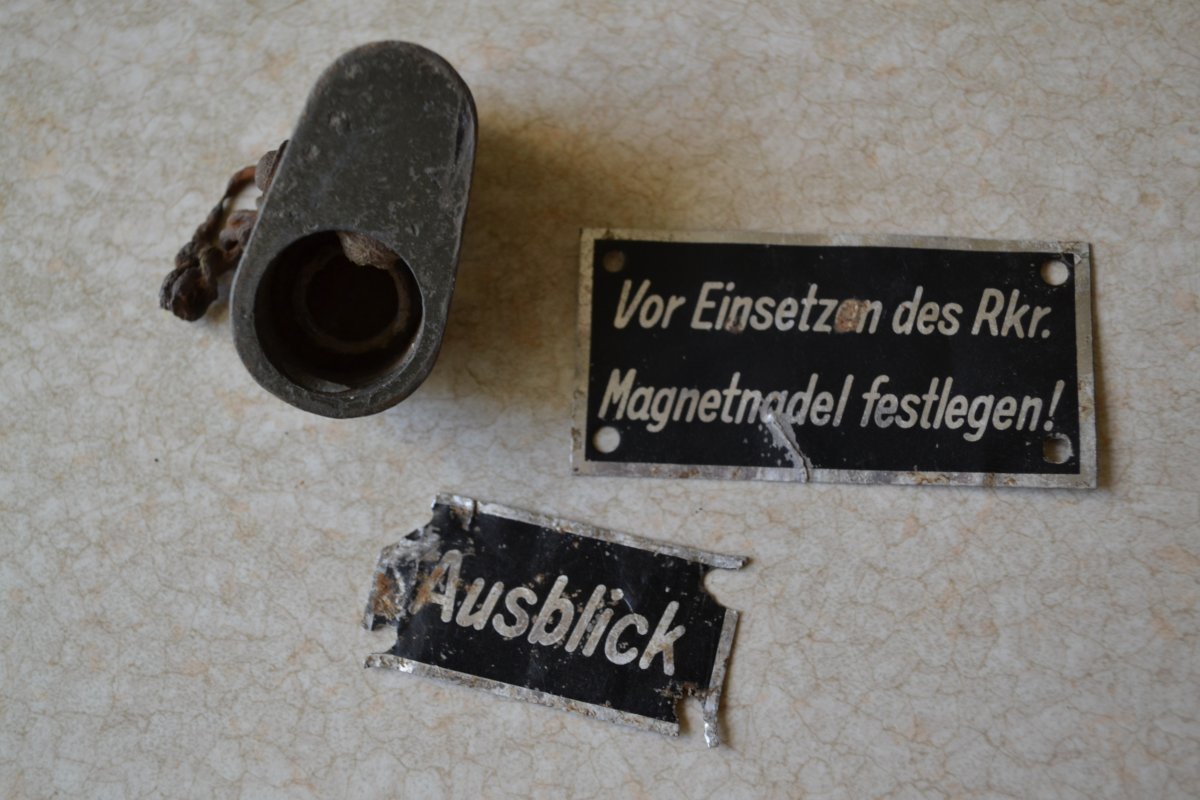 Vor Einsetzen des Rkr.
Magnetnadel festlegen!
Ausblick